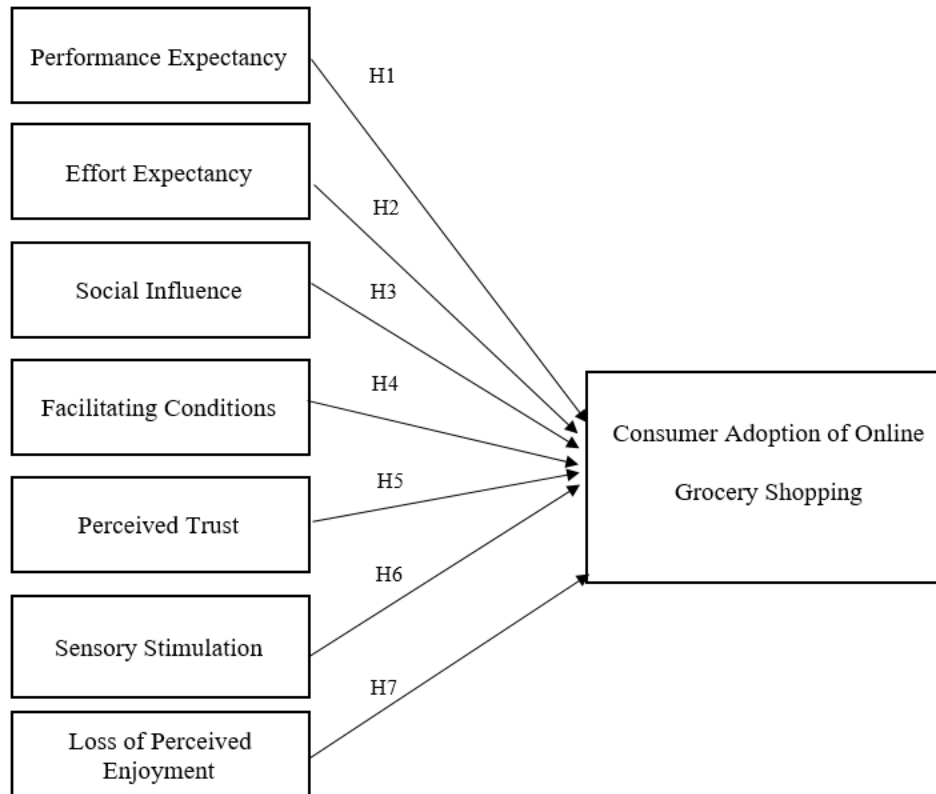 Performance Expectancy
H1
Effort Expectancy
H2
Social Influence
H3
Facilitating Conditions
H4
Consumer Adoption of Online
Grocery Shopping
Perceived Trust
H5
Sensory Stimulation
H6
Loss of Perceived
Enjoyment
H7